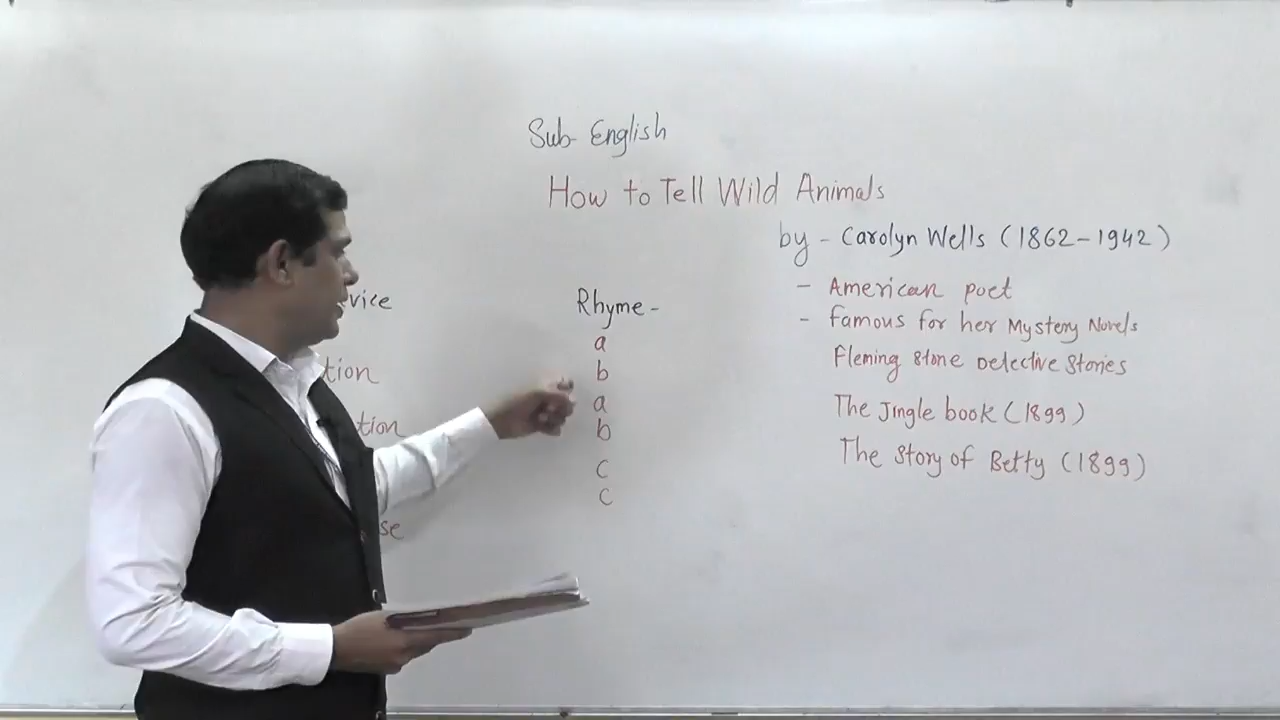 Sub- English
How to Tell Wild Animals
by - Carolyn Wells (1862-1942)
- American poet
- famous for her Mystery Novels
Fleming Stone Detective Stories
The Jingle book (1899)
The Story of Betty (1899)
Rhyme -
a
b
a
b
c
c